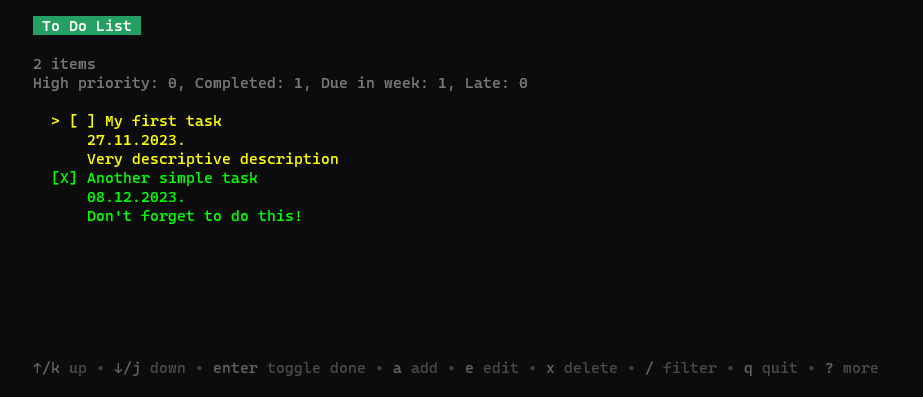 To Do List
2 items
High priority: 0, Completed: 1, Due in week: 1, Late: 0
> [ ] My first task
27.11.2023.
Very descriptive description
[X] Another simple task
08.12.2023.
Don't forget to do this!
↑/k up • ↓/j down • enter toggle done • a add • e edit • x delete • / filter • q quit • ? more